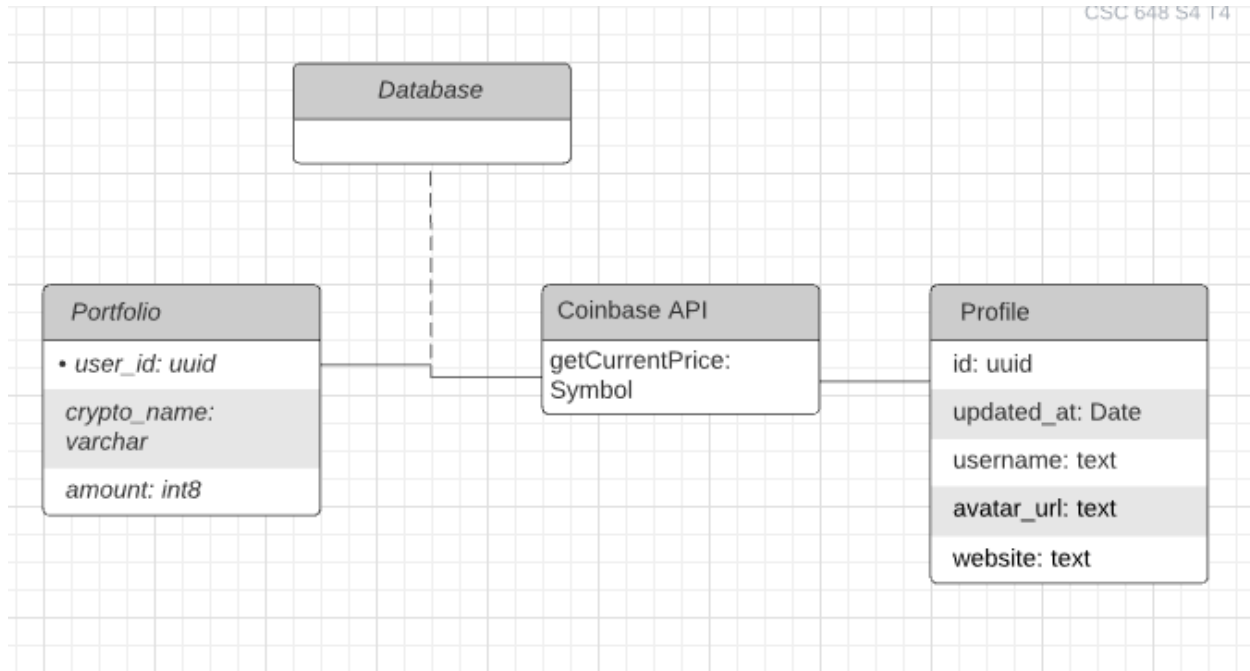 CSC 648 S4 T4
Database
Portfolio
• user_id: uuid
crypto_name:
varchar
amount: int8
Coinbase API
getCurrentPrice:
Symbol
Profile
id: uuid
updated_at: Date
username: text
avatar_url: text
website: text